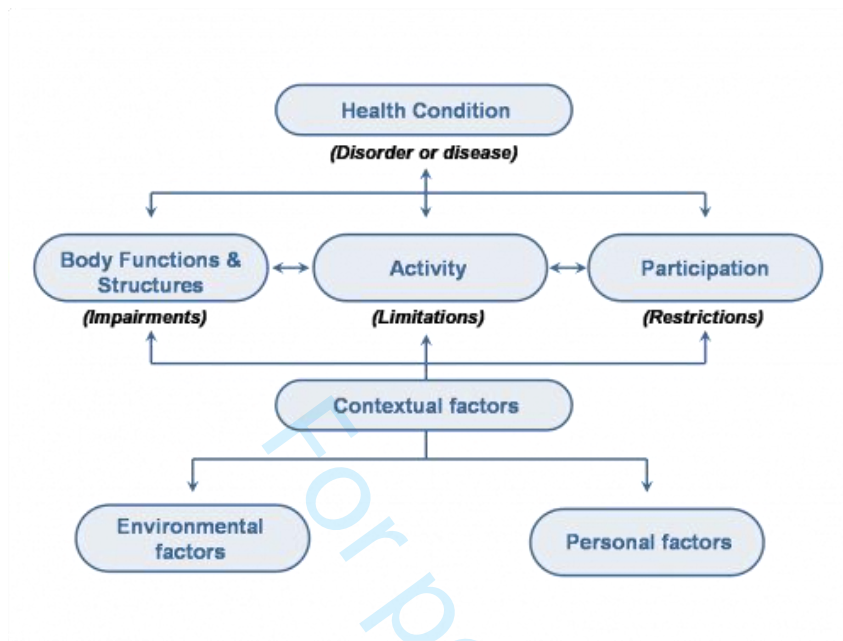 Health Condition
(Disorder or disease)
Body Functions &
Structures
Activity
Participation
(Impairments)
(Limitations)
(Restrictions)
Contextual factors
Environmental
factors
Personal factors
For p